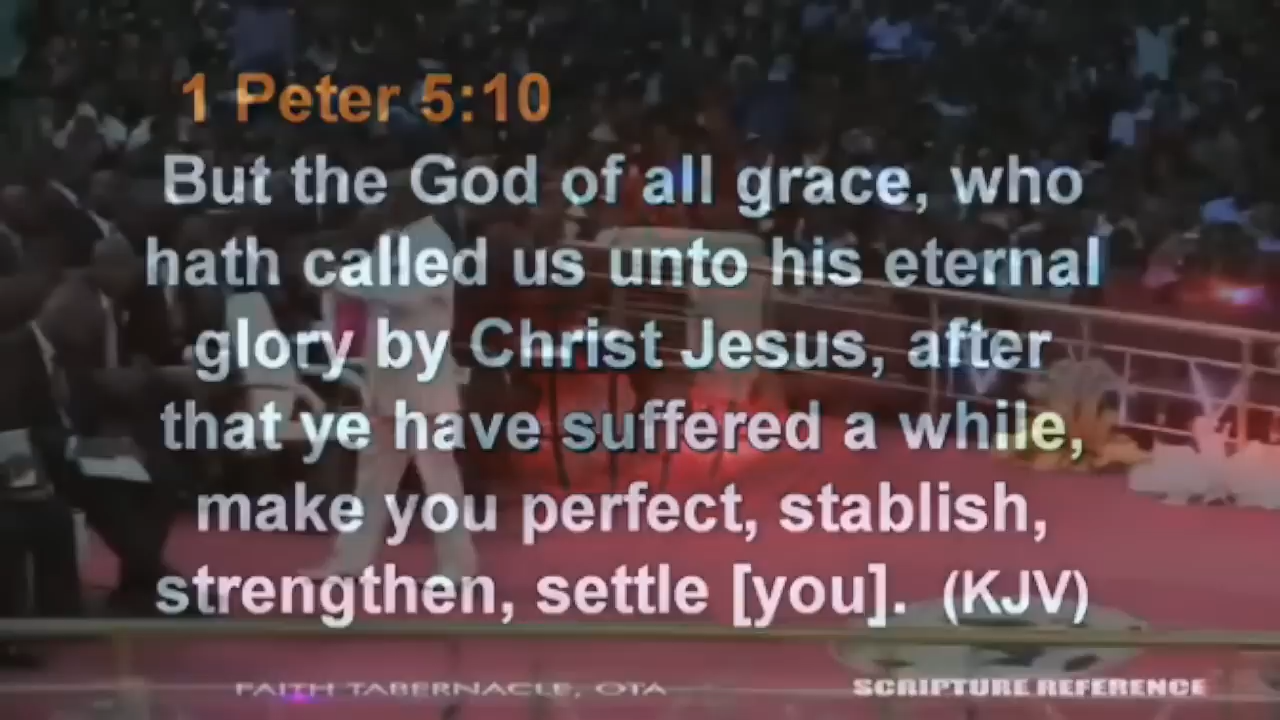 1 Peter 5:10
But the God of all grace, who
hath called us unto his eternal
glory by Christ Jesus, after
that ye have suffered a while,
make you perfect, stablish,
strengthen, settle [you]. (KJV)
FAITH TABERNACLE, OTA
SCRIPTURE REFERENCE